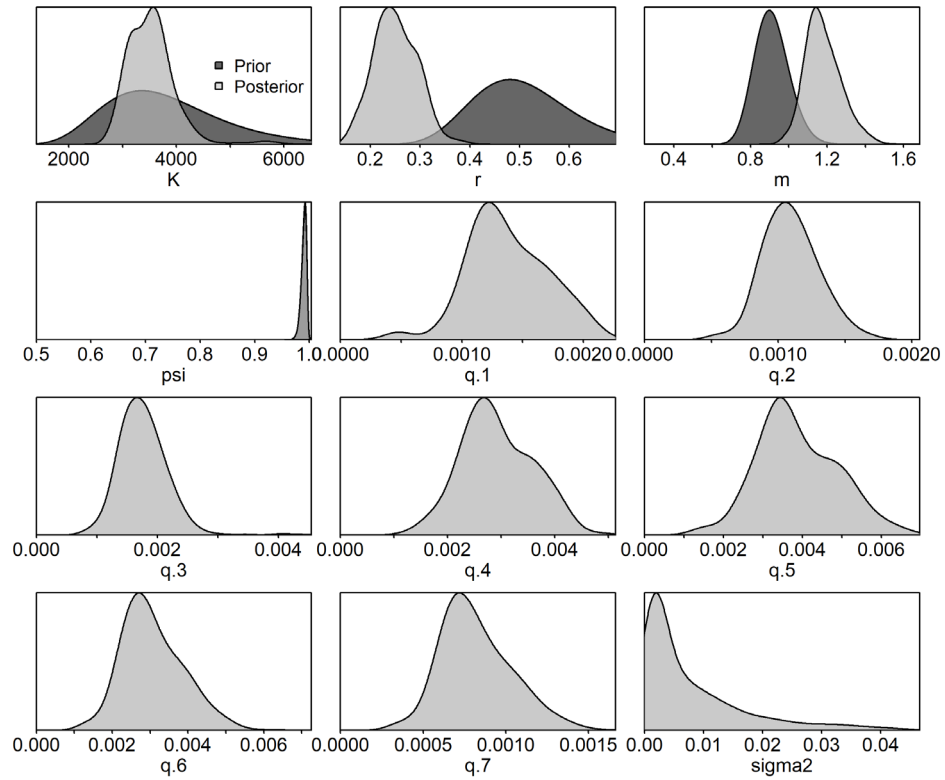 Prior
Posterior
2000 4000 6000
K
0.2 0.3 0.4 0.5 0.6
r
0.4 0.8 1.2 1.6
m
0.5 0.6 0.7 0.8 0.9 1.0
psi
0.0000 0.0010 0.0020
q.1
0.0000 0.0010 0.0020
q.2
0.000 0.002 0.004
q.3
0.000 0.002 0.004
q.4
0.000 0.002 0.004 0.006
q.5
0.000 0.002 0.004 0.006
q.6
0.0000 0.0005 0.0010 0.0015
q.7
0.00 0.01 0.02 0.03 0.04
sigma2